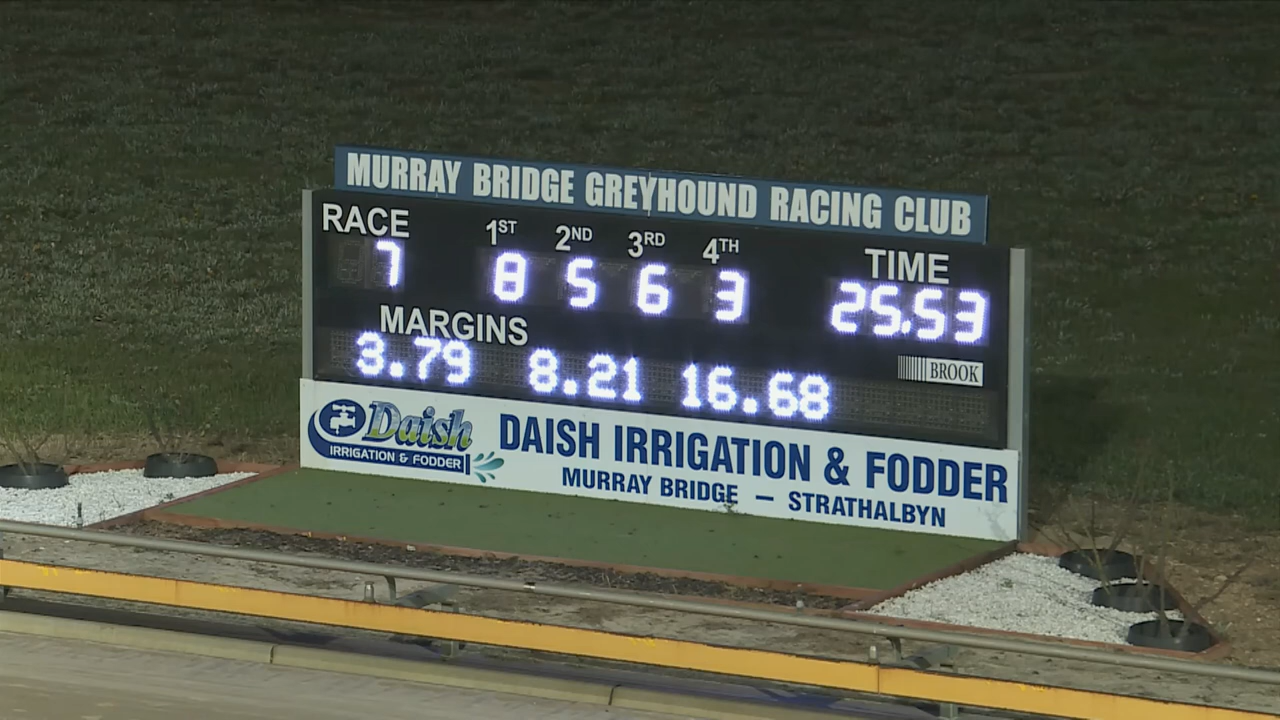 MURRAY BRIDGE GREYHOUND RACING CLUB
RACE 1ST 2ND 3RD 4TH TIME
7 8 5 6 3 25.53
MARGINS
3.79 8.21 16.68
BROOK
Daish
IRRIGATION & FODDER
DAISH IRRIGATION & FODDER
MURRAY BRIDGE – STRATHALBYN